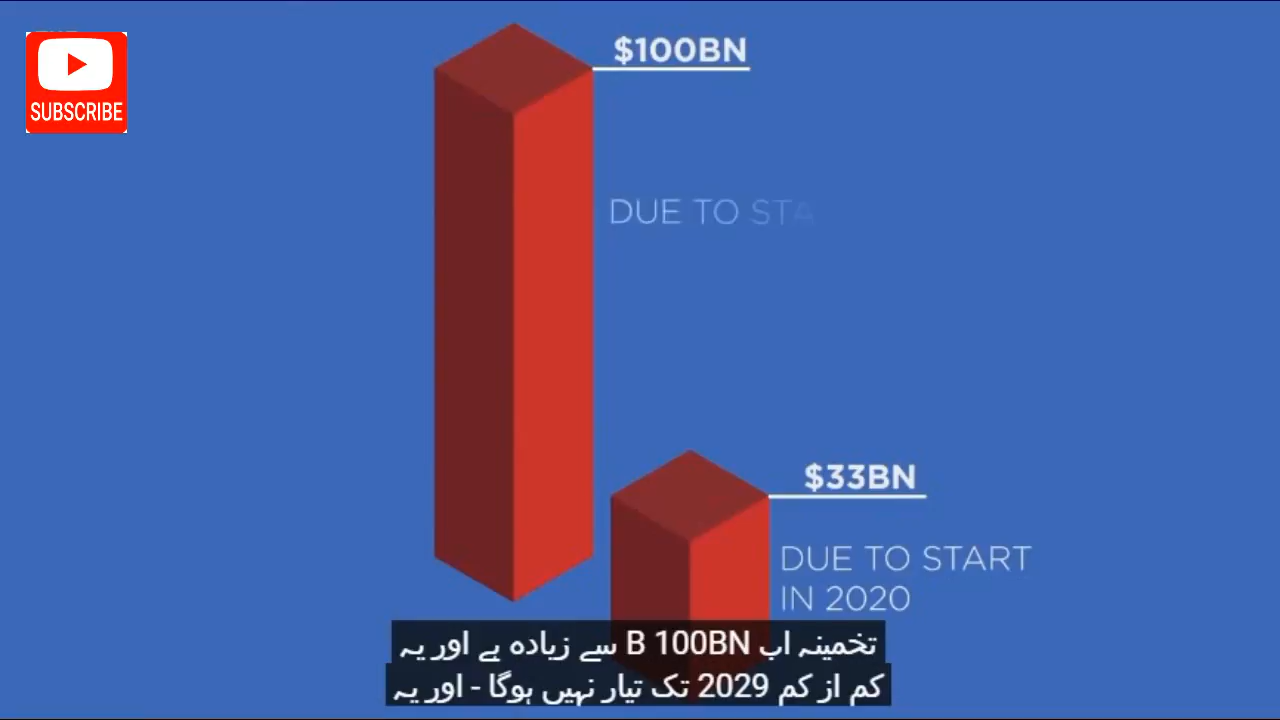 SUBSCRIBE
$100BN
DUE TO STA
$33BN
DUE TO START
IN 2020
تخمینہ اب B 100BN سے زیادہ ہے اور یہ
کم از کم 2029 تک تیار نہیں ہوگا - اور یہ